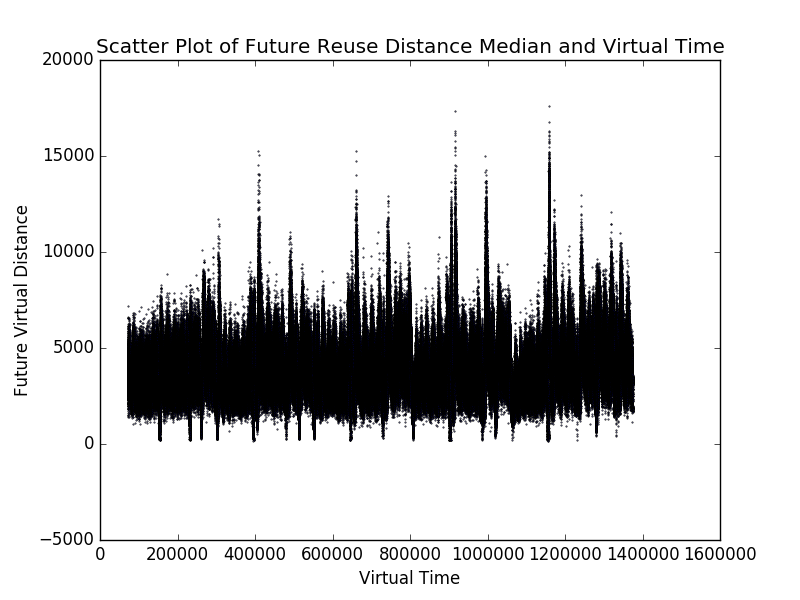 Scatter Plot of Future Reuse Distance Median and Virtual Time
20000
15000
10000
5000
0
−5000
Future Virtual Distance
0 200000 400000 600000 800000 1000000 1200000 1400000 1600000
Virtual Time